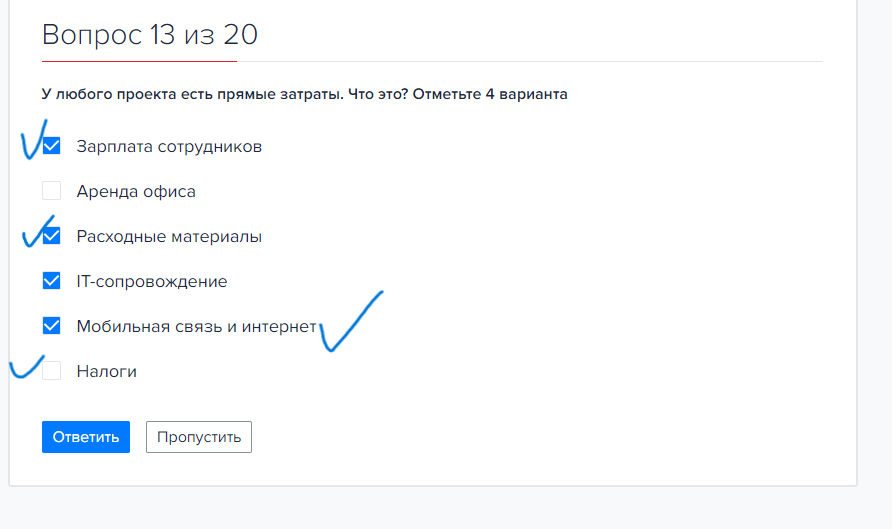 Вопрос 13 из 20
У любого проекта есть прямые затраты. Что это? Отметьте 4 варианта
Зарплата сотрудников
Аренда офиса
Расходные материалы
IT-сопровождение
Мобильная связь и интернет
Налоги
Ответить Пропустить